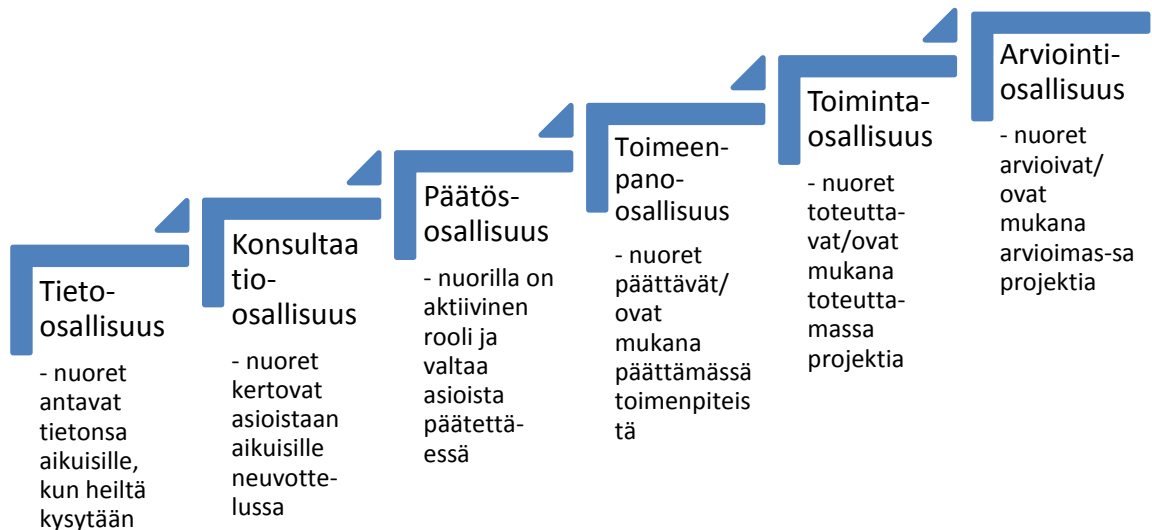 Tieto-
osallisuus
- nuoret
antavat
tietonsa
aikuisille,
kun heiltä
kysytään
Konsultaa
tio-
osallisuus
- nuoret
kertovat
asioistaan
aikuisille
neuvotte-
lussa
Päätös-
osallisuus
- nuorilla on
aktiivinen
rooli ja
valtaa
asioista
päätettä-
essä
Toimeen-
pano-
osallisuus
- nuoret
päättävät/
ovat
mukana
päättämässä
toimenpiteis
tä
Toiminta-
osallisuus
- nuoret
toteutta-
vat/ovat
mukana
toteutta-
massa
projektia
Arviointi-
osallisuus
- nuoret
arvioivat/
ovat
mukana
arvioimas-sa
projektia